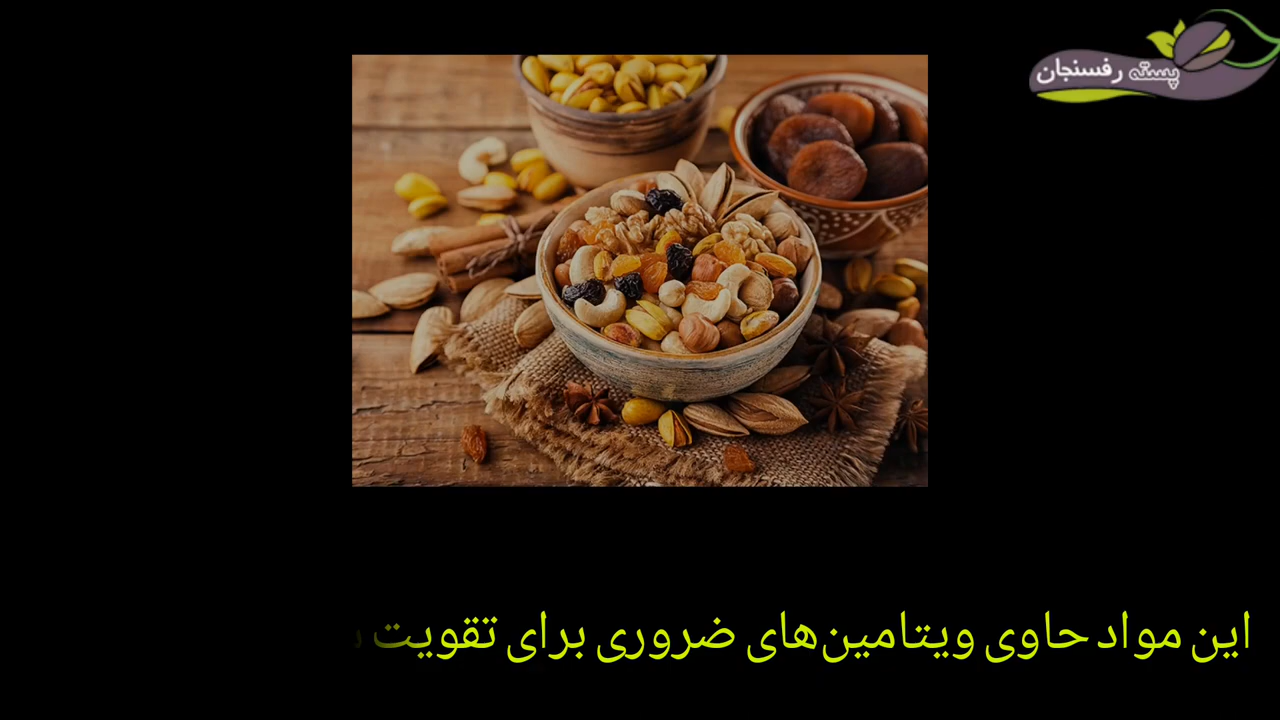 پسته رفسنجان
این مواد حاوی ویتامین‌های ضروری برای تقویت